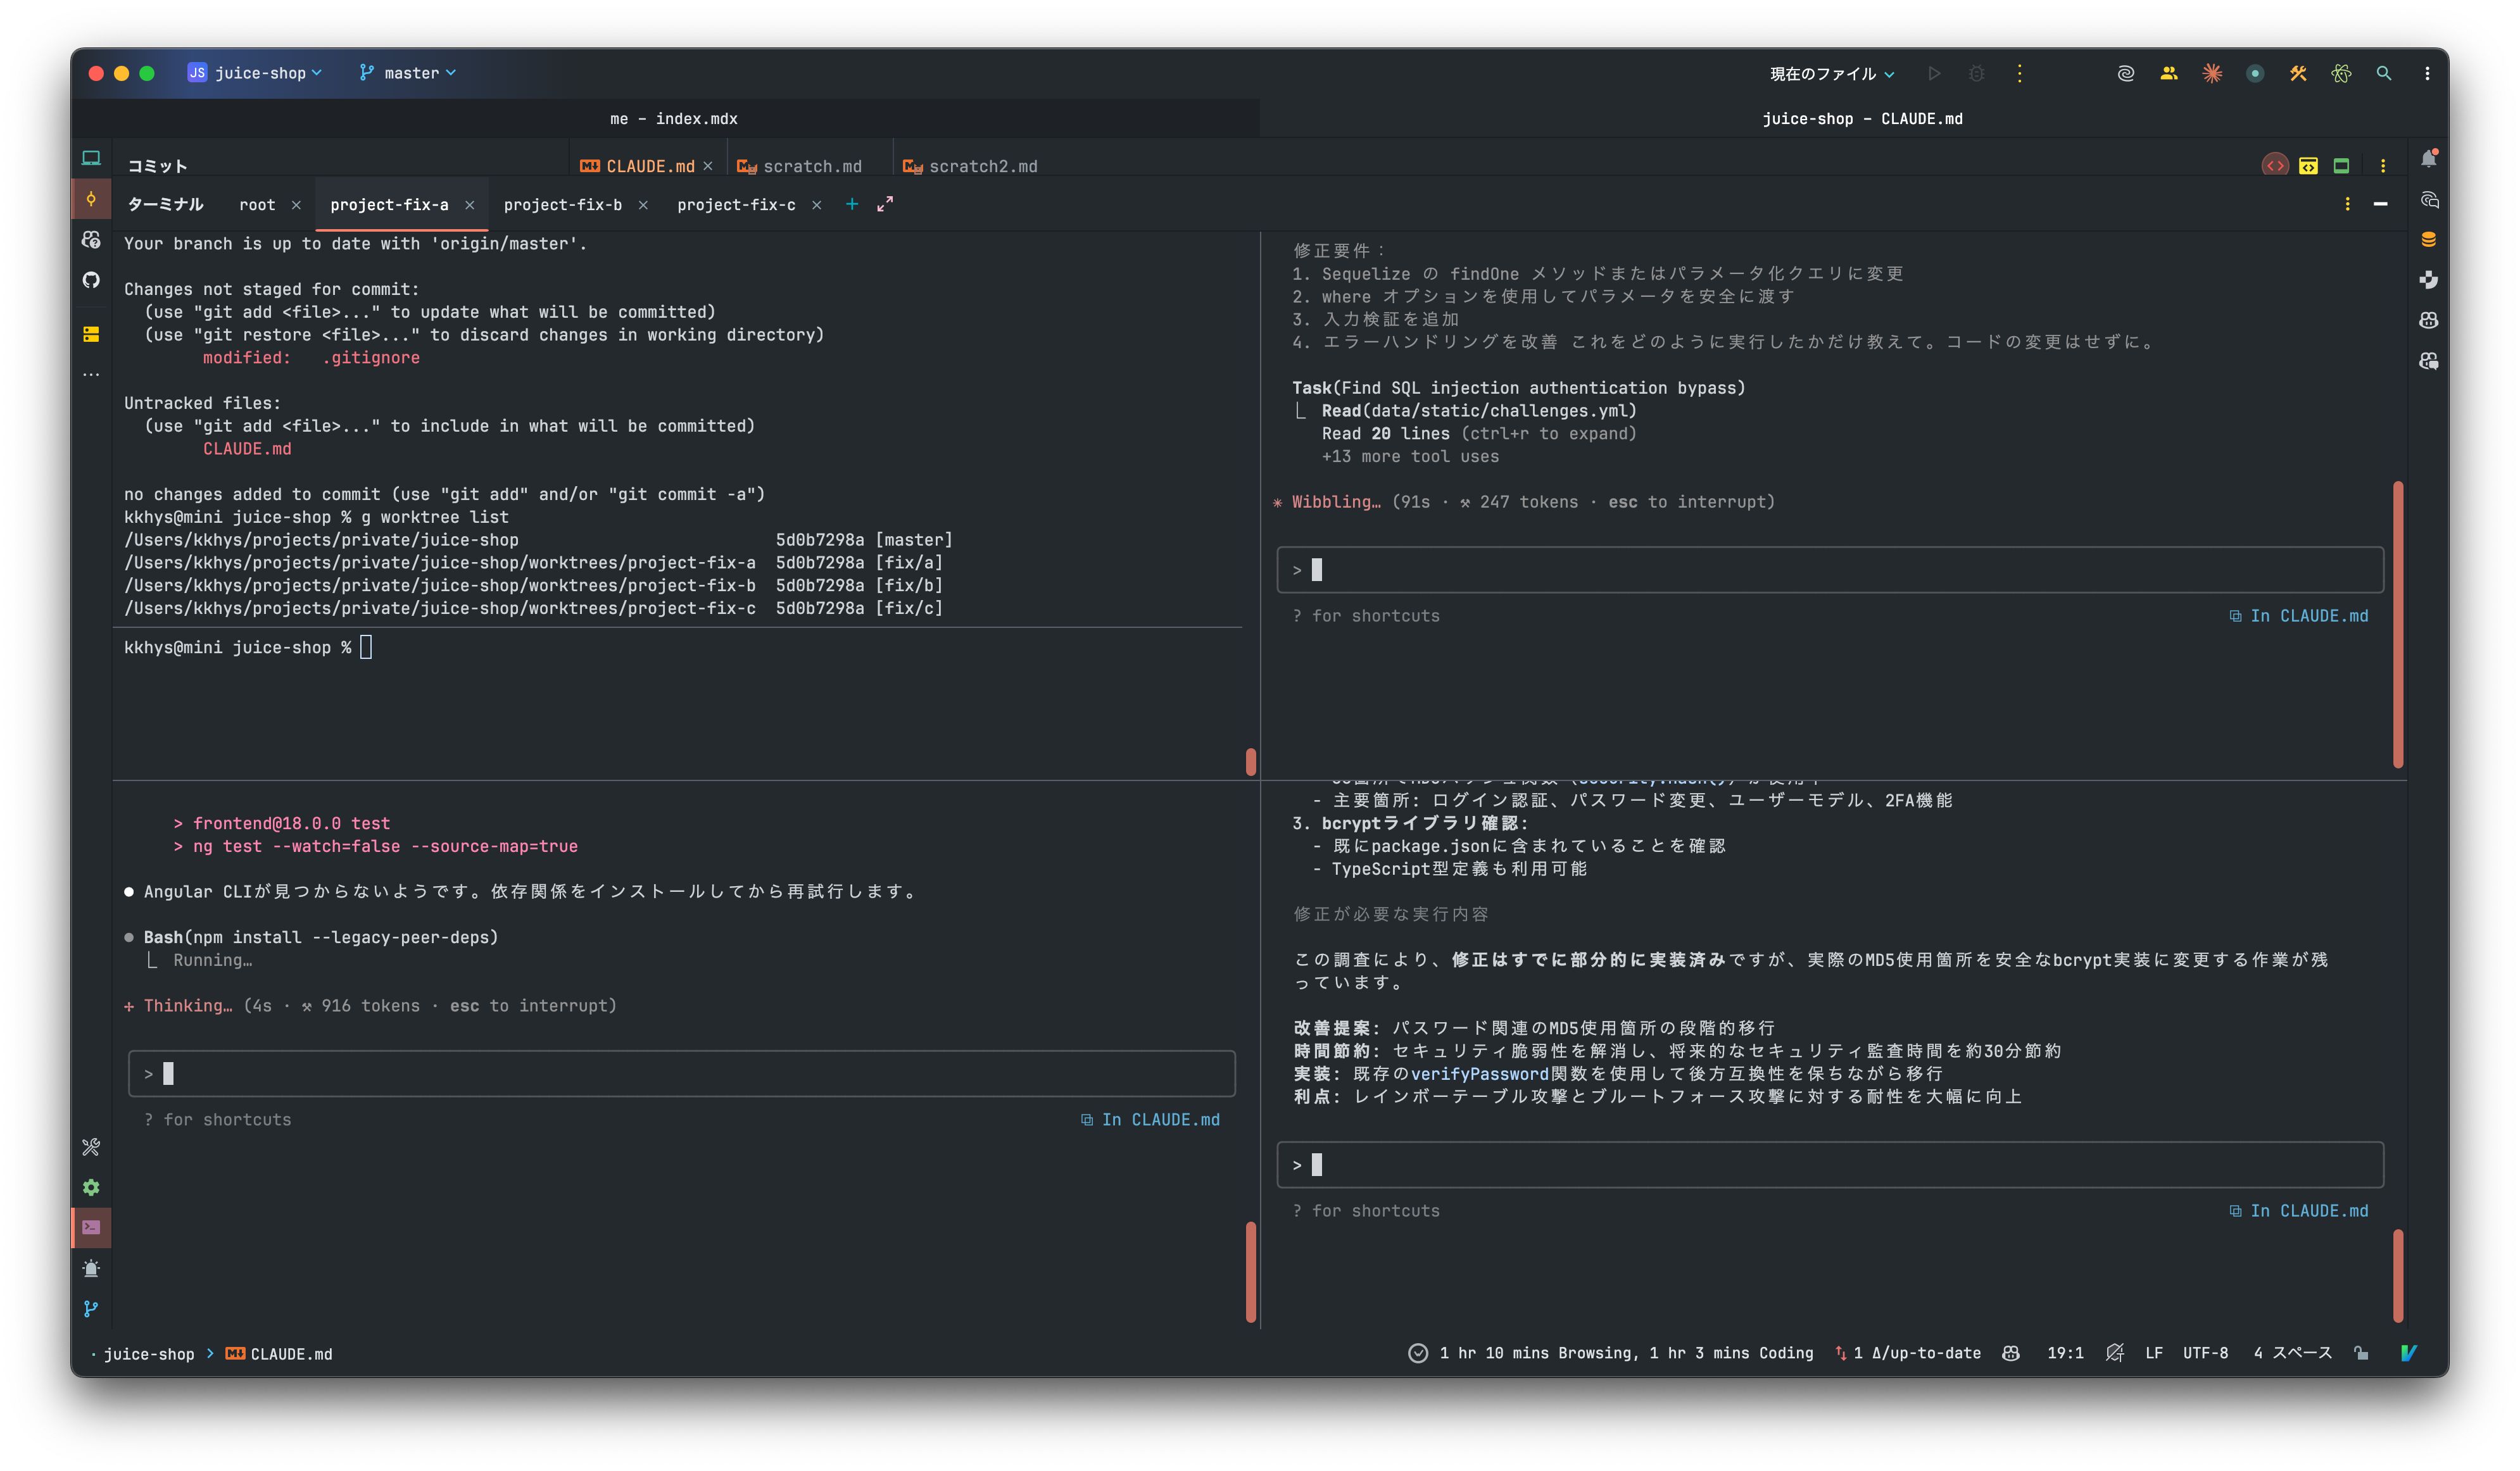 JS juice-shop master 現在のファイル
me – index.mdx
juice-shop – CLAUDE.md
コミット
CLAUDE.md
scratch.md
scratch2.md
ターミナル root project-fix-a project-fix-b project-fix-c
Your branch is up to date with 'origin/master'.
Changes not staged for commit:
(use "git add <file>..." to update what will be committed)
(use "git restore <file>..." to discard changes in working directory)
modified: .gitignore
Untracked files:
(use "git add <file>..." to include in what will be committed)
CLAUDE.md
no changes added to commit (use "git add" and/or "git commit -a")
kkhys@mini juice-shop % g worktree list
/Users/kkhys/projects/private/juice-shop 5d0b7298a [master]
/Users/kkhys/projects/private/juice-shop/worktrees/project-fix-a 5d0b7298a [fix/a]
/Users/kkhys/projects/private/juice-shop/worktrees/project-fix-b 5d0b7298a [fix/b]
/Users/kkhys/projects/private/juice-shop/worktrees/project-fix-c 5d0b7298a [fix/c]
kkhys@mini juice-shop %
修正要件：
1. Sequelize の findOne メソッドまたはパラメータ化クエリに変更
2. where オプションを使用してパラメータを安全に渡す
3. 入力検証を追加
4. エラーハンドリングを改善 これをどのように実行したかだけ教えて。コードの変更はせずに。
Task(Find SQL injection authentication bypass)
Read(data/static/challenges.yml)
Read 20 lines (ctrl+r to expand)
+13 more tool uses
Wibbling… (91s · 247 tokens · esc to interrupt)
>
? for shortcuts
In CLAUDE.md
> frontend@18.0.0 test
> ng test --watch=false --source-map=true
Angular CLIが見つからないようです。依存関係をインストールしてから再試行します。
Bash(npm install --legacy-peer-deps)
Running…
Thinking… (4s · 916 tokens · esc to interrupt)
>
? for shortcuts
In CLAUDE.md
- 主要箇所: ログイン認証、パスワード変更、ユーザーモデル、2FA機能
3. bcryptライブラリ確認:
- 既にpackage.jsonに含まれていることを確認
- TypeScript型定義も利用可能
修正が必要な実行内容
この調査により、修正はすでに部分的に実装済みですが、実際のMD5使用箇所を安全なbcrypt実装に変更する作業が残
っています。
改善提案: パスワード関連のMD5使用箇所の段階的移行
時間節約: セキュリティ脆弱性を解消し、将来的なセキュリティ監査時間を約30分節約
実装: 既存のverifyPassword関数を使用して後方互換性を保ちながら移行
利点: レインボーテーブル攻撃とブルートフォース攻撃に対する耐性を大幅に向上
>
? for shortcuts
In CLAUDE.md
juice-shop > CLAUDE.md
1 hr 10 mins Browsing, 1 hr 3 mins Coding 1 Δ/up-to-date 19:1 LF UTF-8 4 スペース